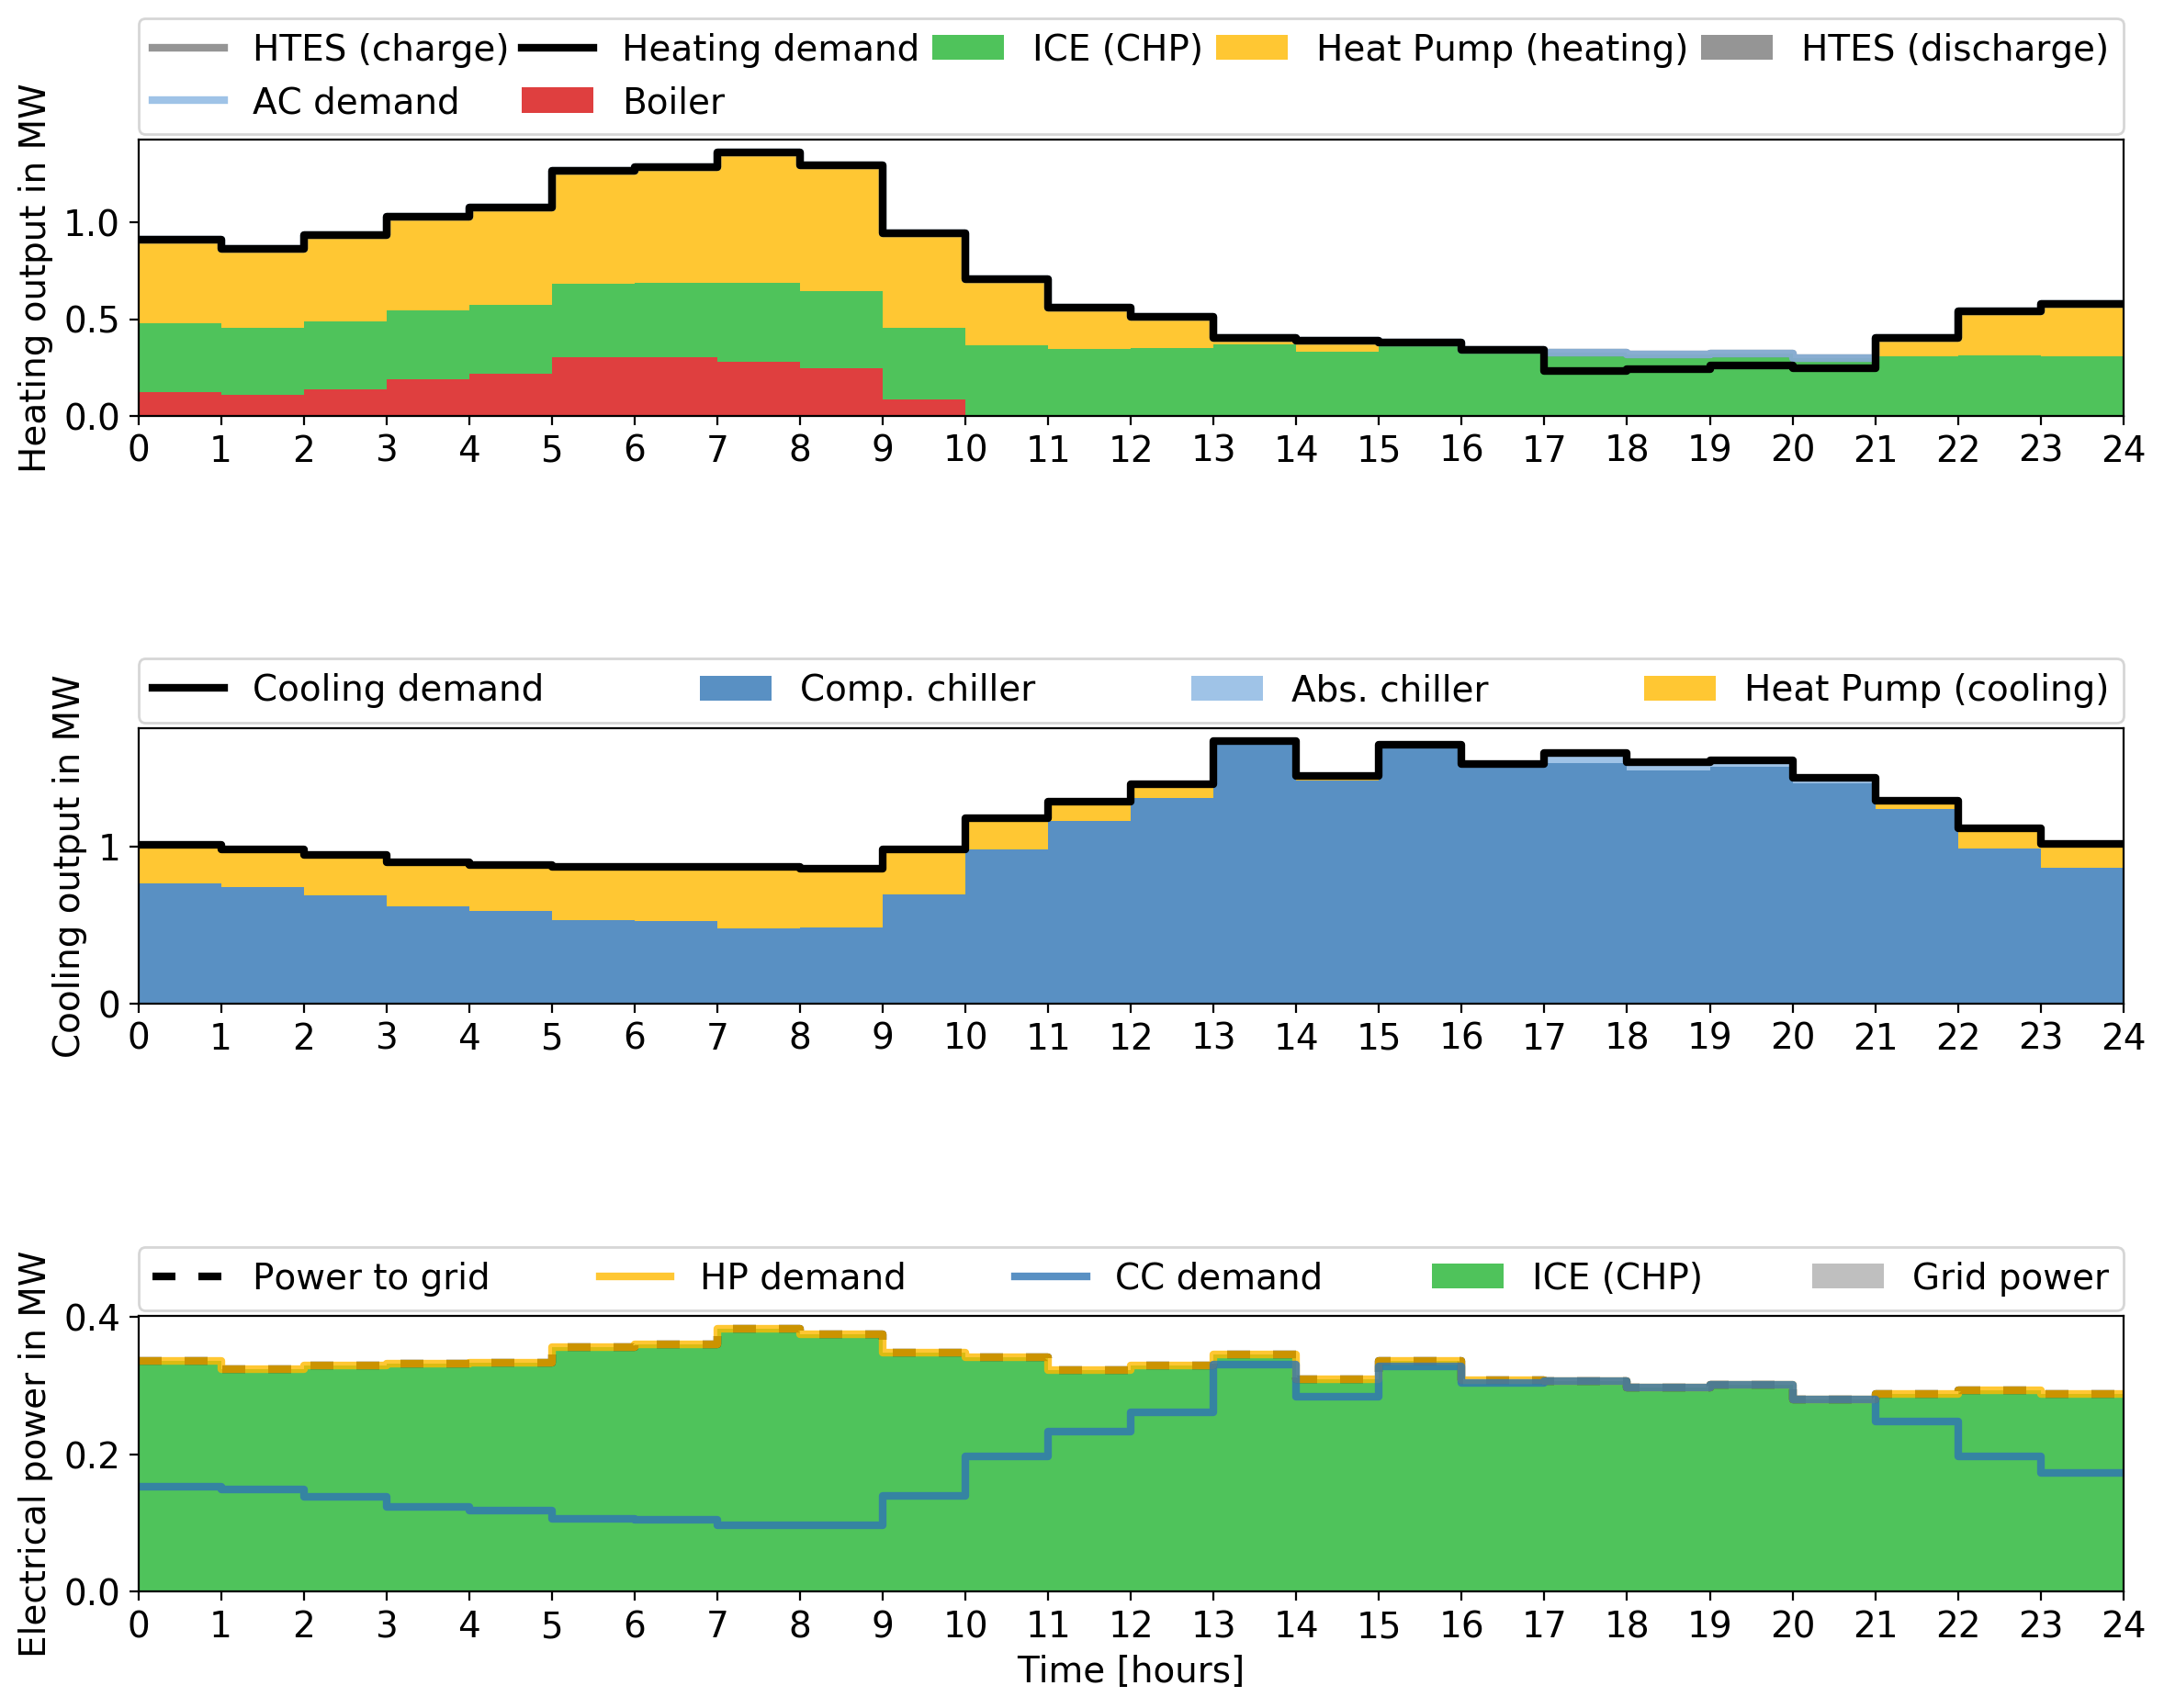 HTES (charge) Heating demand ICE (CHP) Heat Pump (heating) HTES (discharge)
AC demand Boiler
Heating output in MW
1.0
0.5
0.0
0 1 2 3 4 5 6 7 8 9 10 11 12 13 14 15 16 17 18 19 20 21 22 23 24
Cooling demand Comp. chiller Abs. chiller Heat Pump (cooling)
Cooling output in MW
1
0
0 1 2 3 4 5 6 7 8 9 10 11 12 13 14 15 16 17 18 19 20 21 22 23 24
Power to grid HP demand CC demand ICE (CHP) Grid power
Electrical power in MW
0.4
0.2
0.0
0 1 2 3 4 5 6 7 8 9 10 11 12 13 14 15 16 17 18 19 20 21 22 23 24
Time [hours]